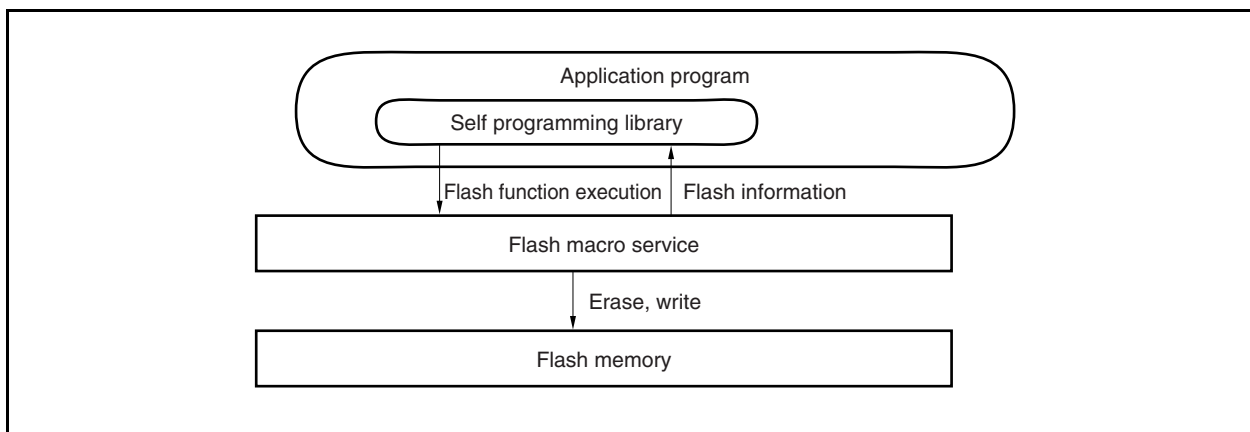 Application program
Self programming library
Flash function execution
Flash information
Flash macro service
Erase, write
Flash memory